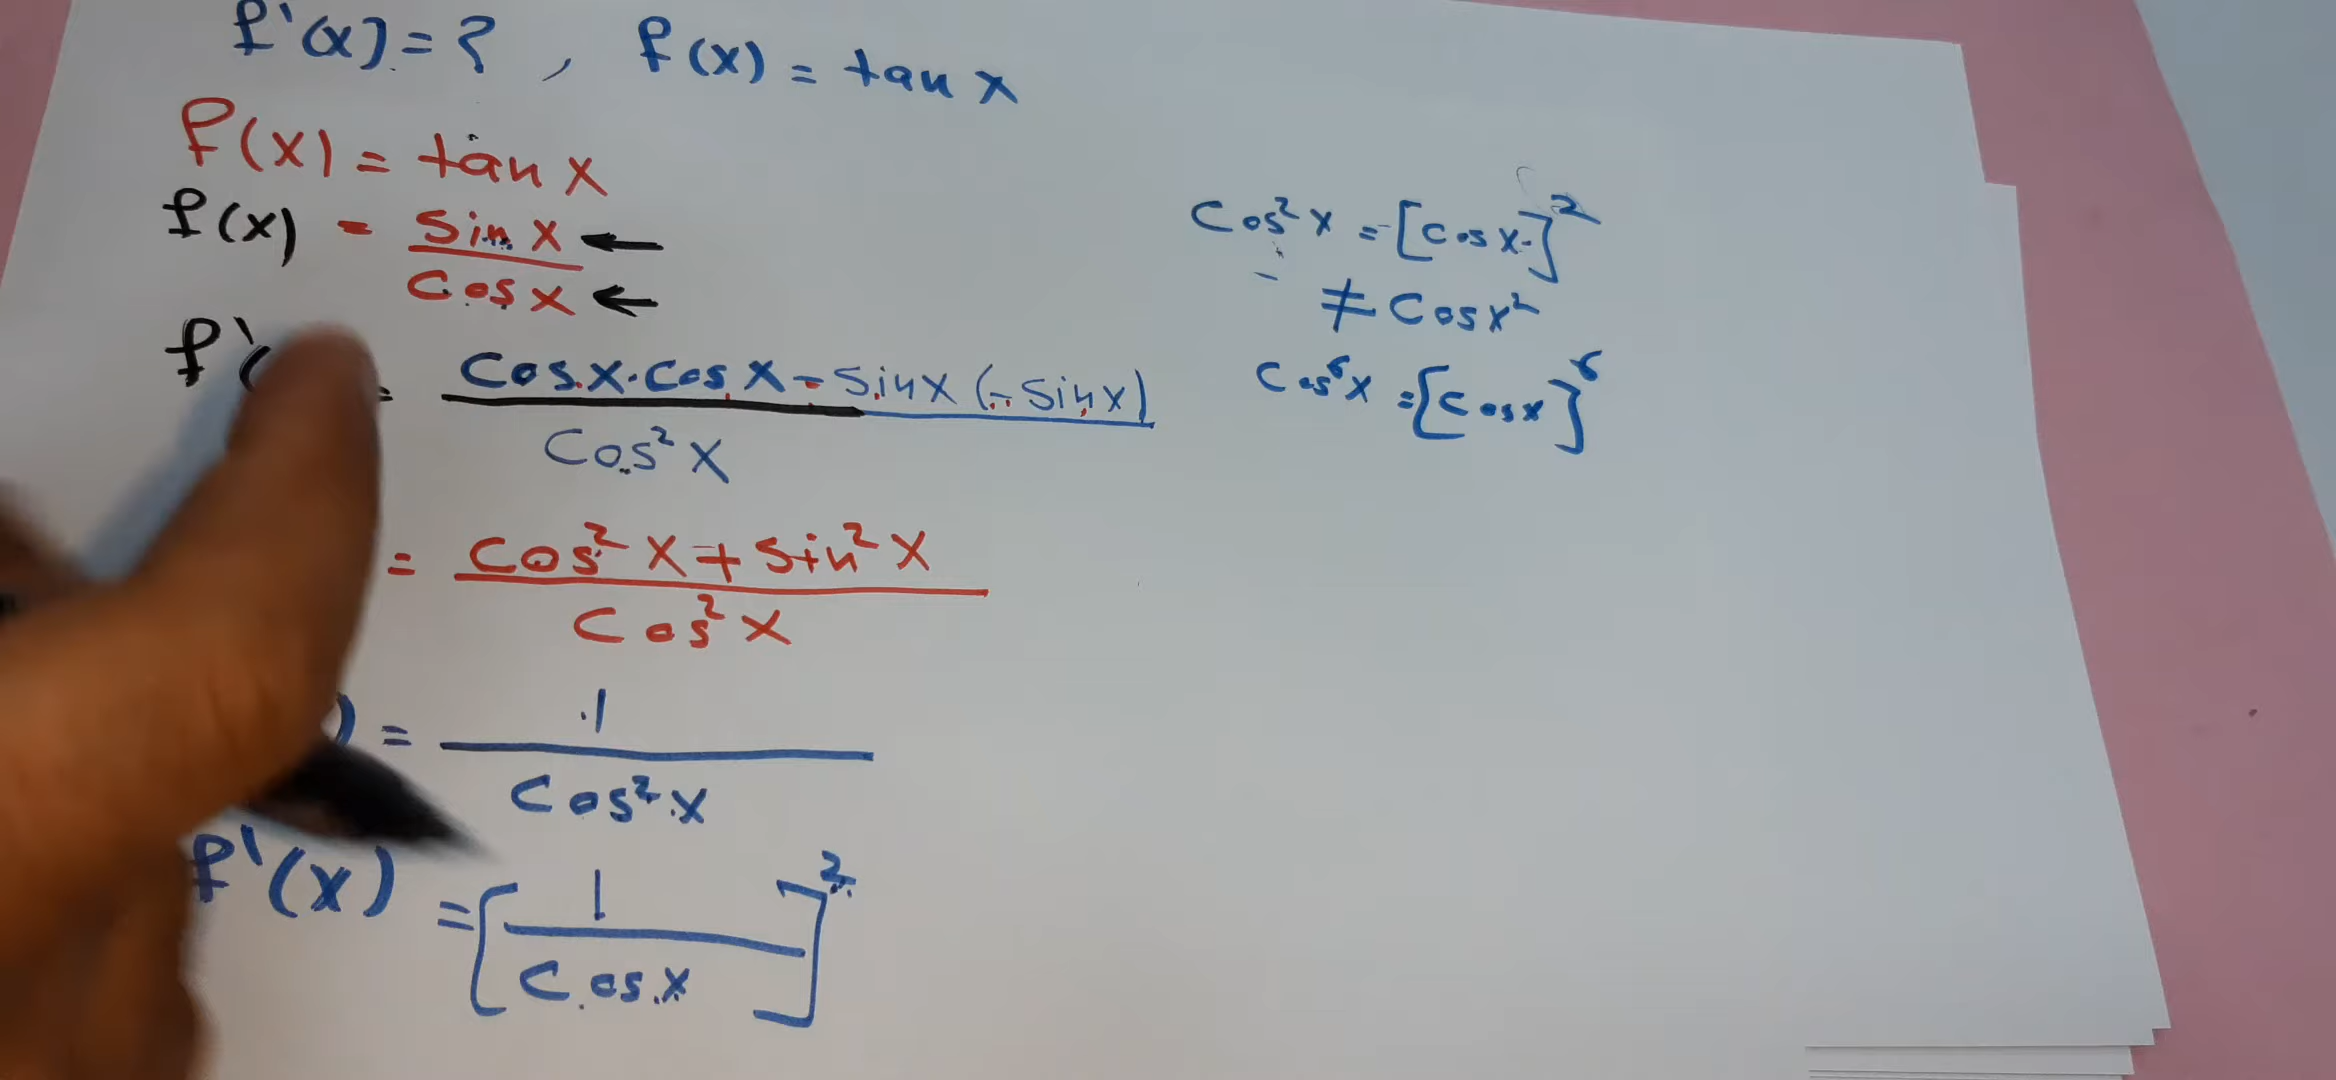 f'(x) = ? , f(x) = tan x
f(x) = tan x
f(x) = sin x ←
cos x ←
f'( = cos x · cos x - sin x (- sin x)
cos² x
= cos² x + sin² x
cos² x
) = 1
cos² x
f'(x) = [ 1
cos x ]²
cos² x = [cos x]²
≠ cos x²
cos⁶ x = [cos x]⁶